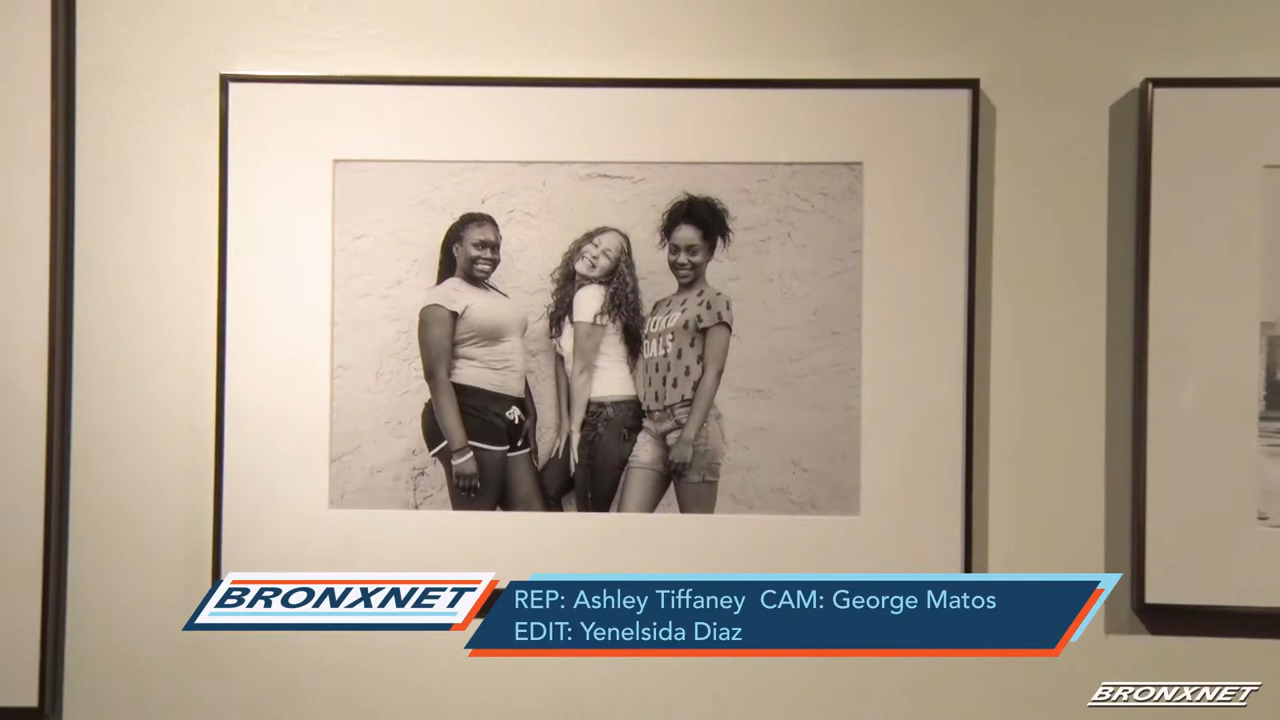 BRONXNET
REP: Ashley Tiffaney CAM: George Matos
EDIT: Yenelsida Diaz
BRONXNET